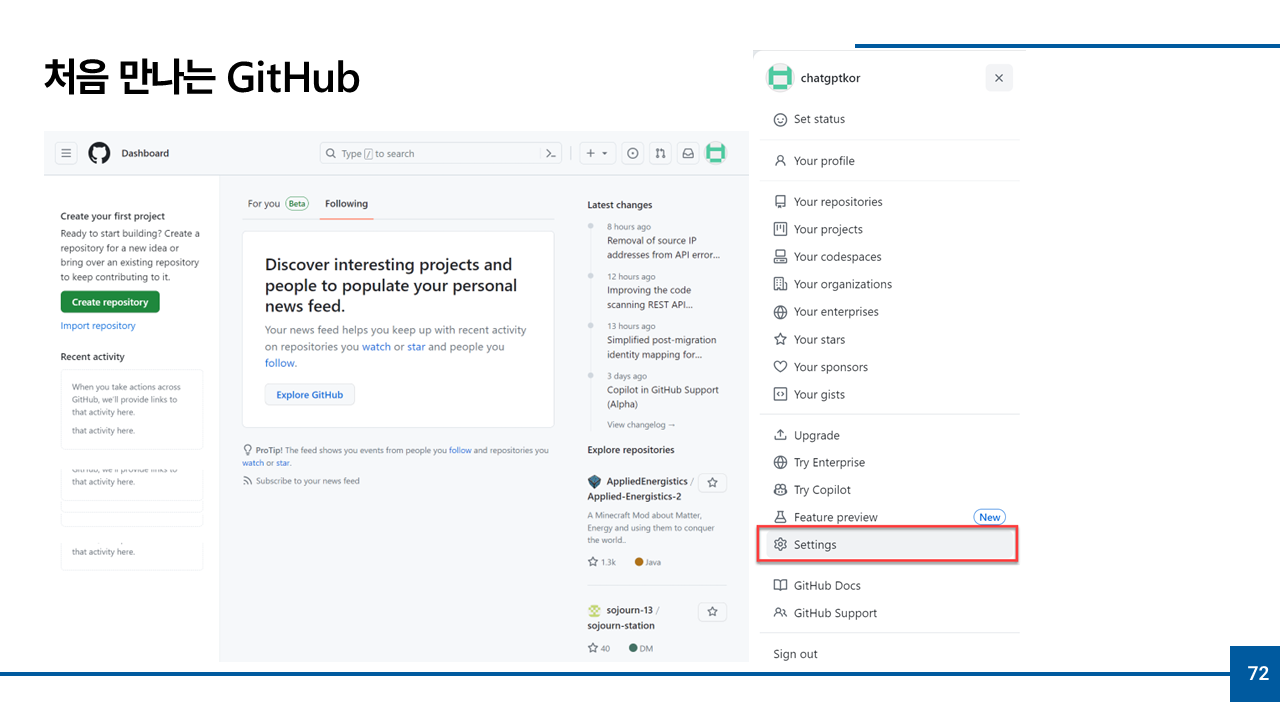 처음 만나는 GitHub
Dashboard
Type / to search
Create your first project
Ready to start building? Create a
repository for a new idea or
bring over an existing repository
to keep contributing to it.
Create repository
Import repository
Recent activity
When you take actions across
GitHub, we'll provide links to
that activity here.
that activity here.
GitHub, we'll provide links to
that activity here.
that activity here.
For you Beta
Following
Discover interesting projects and
people to populate your personal
news feed.
Your news feed helps you keep up with recent activity
on repositories you watch or star and people you
follow.
Explore GitHub
ProTip! The feed shows you events from people you follow and repositories you
watch or star.
Subscribe to your news feed
Latest changes
8 hours ago
Removal of source IP
addresses from API error...
12 hours ago
Improving the code
scanning REST API...
13 hours ago
Simplified post-migration
identity mapping for...
3 days ago
Copilot in GitHub Support
(Alpha)
View changelog →
Explore repositories
AppliedEnergistics /
Applied-Energistics-2
A Minecraft Mod about Matter,
Energy and using them to conquer
the world..
1.3k Java
sojourn-13 /
sojourn-station
40 DM
chatgptkor
Set status
Your profile
Your repositories
Your projects
Your codespaces
Your organizations
Your enterprises
Your stars
Your sponsors
Your gists
Upgrade
Try Enterprise
Try Copilot
Feature preview New
Settings
GitHub Docs
GitHub Support
Sign out
72